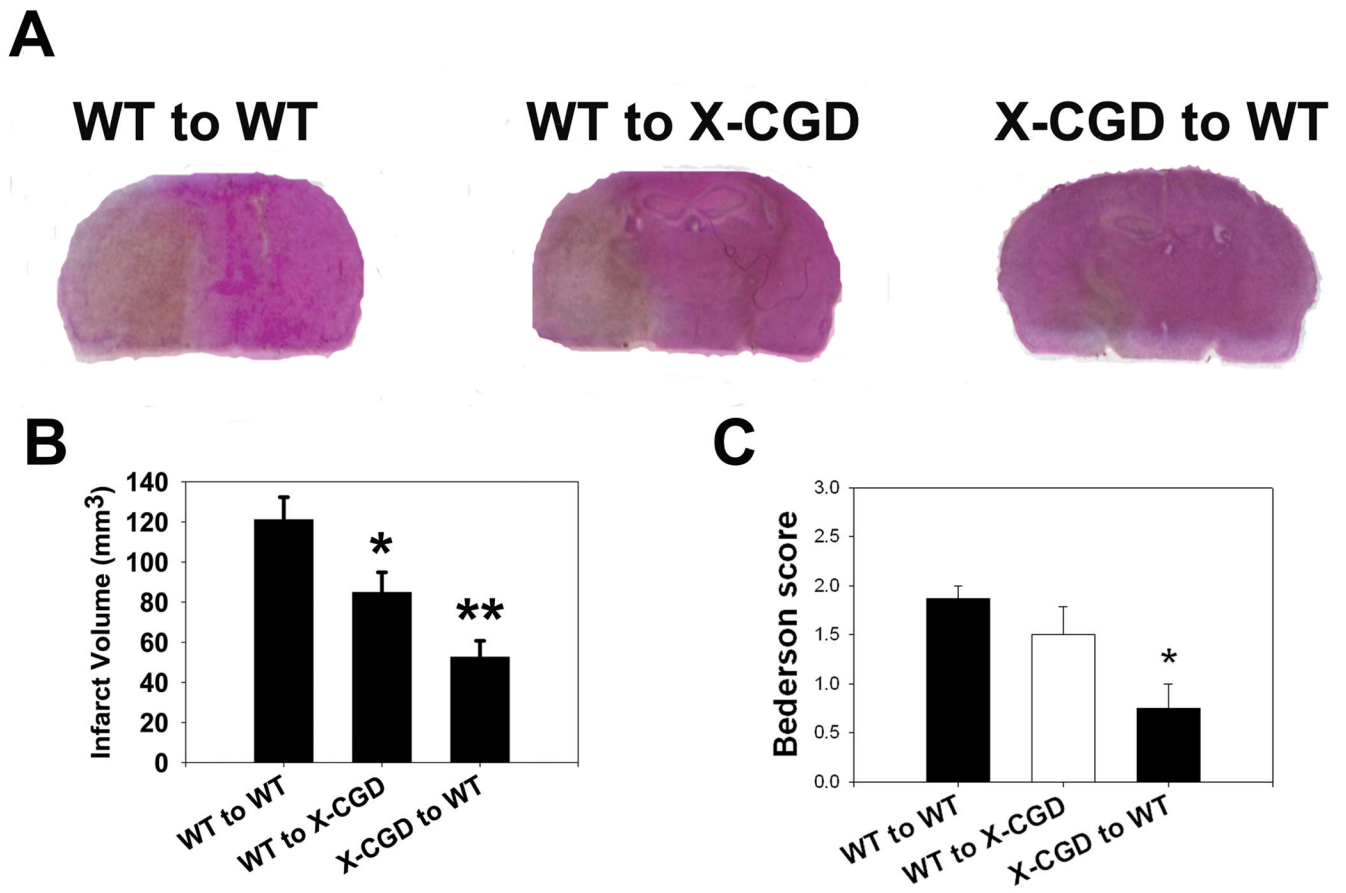 A
WT to WT
WT to X-CGD
X-CGD to WT
B
Infarct Volume (mm3)
140
120
100
80
60
40
20
0
*
**
WT to WT
WT to X-CGD
X-CGD to WT
C
Bederson score
3.0
2.5
2.0
1.5
1.0
0.5
0.0
*
WT to WT
WT to X-CGD
X-CGD to WT